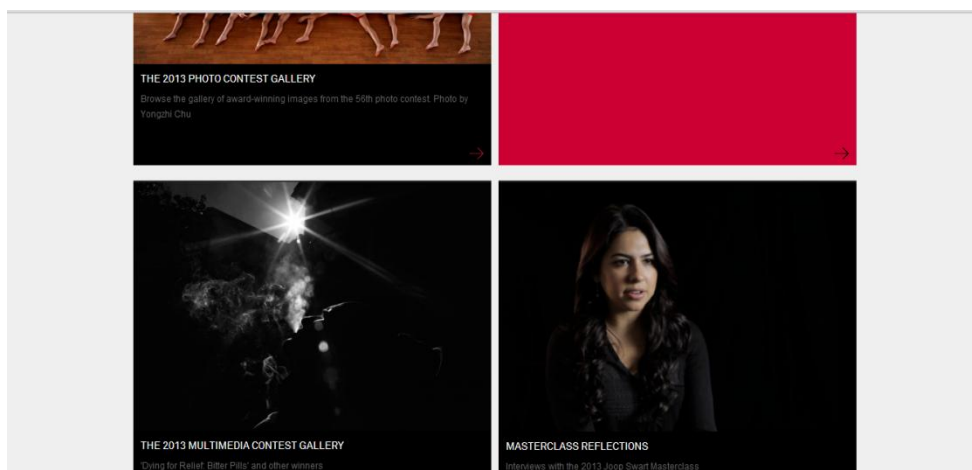 THE 2013 PHOTO CONTEST GALLERY
Browse the gallery of award-winning images from the 56th photo contest. Photo by
Yongzhi Chu
THE 2013 MULTIMEDIA CONTEST GALLERY
'Dying for Relief: Bitter Pills' and other winners
MASTERCLASS REFLECTIONS
Interviews with the 2013 Joop Swart Masterclass